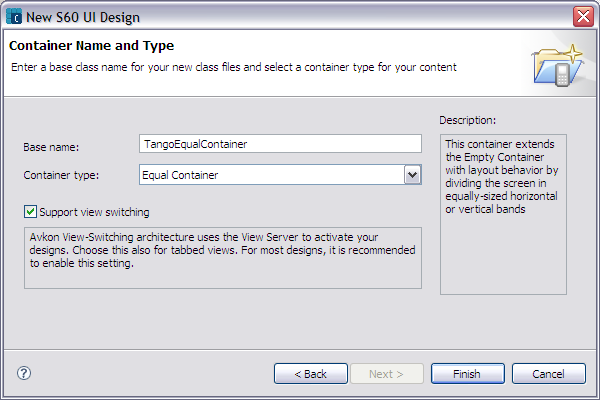 New S60 UI Design
Container Name and Type
Enter a base class name for your new class files and select a container type for your content
Base name:
TangoEqualContainer
Container type:
Equal Container
Support view switching
Avkon View-Switching architecture uses the View Server to activate your
designs. Choose this also for tabbed views. For most designs, it is recommended
to enable this setting.
Description:
This container extends
the Empty Container
with layout behavior by
dividing the screen in
equally-sized horizontal
or vertical bands
?
< Back
Next >
Finish
Cancel